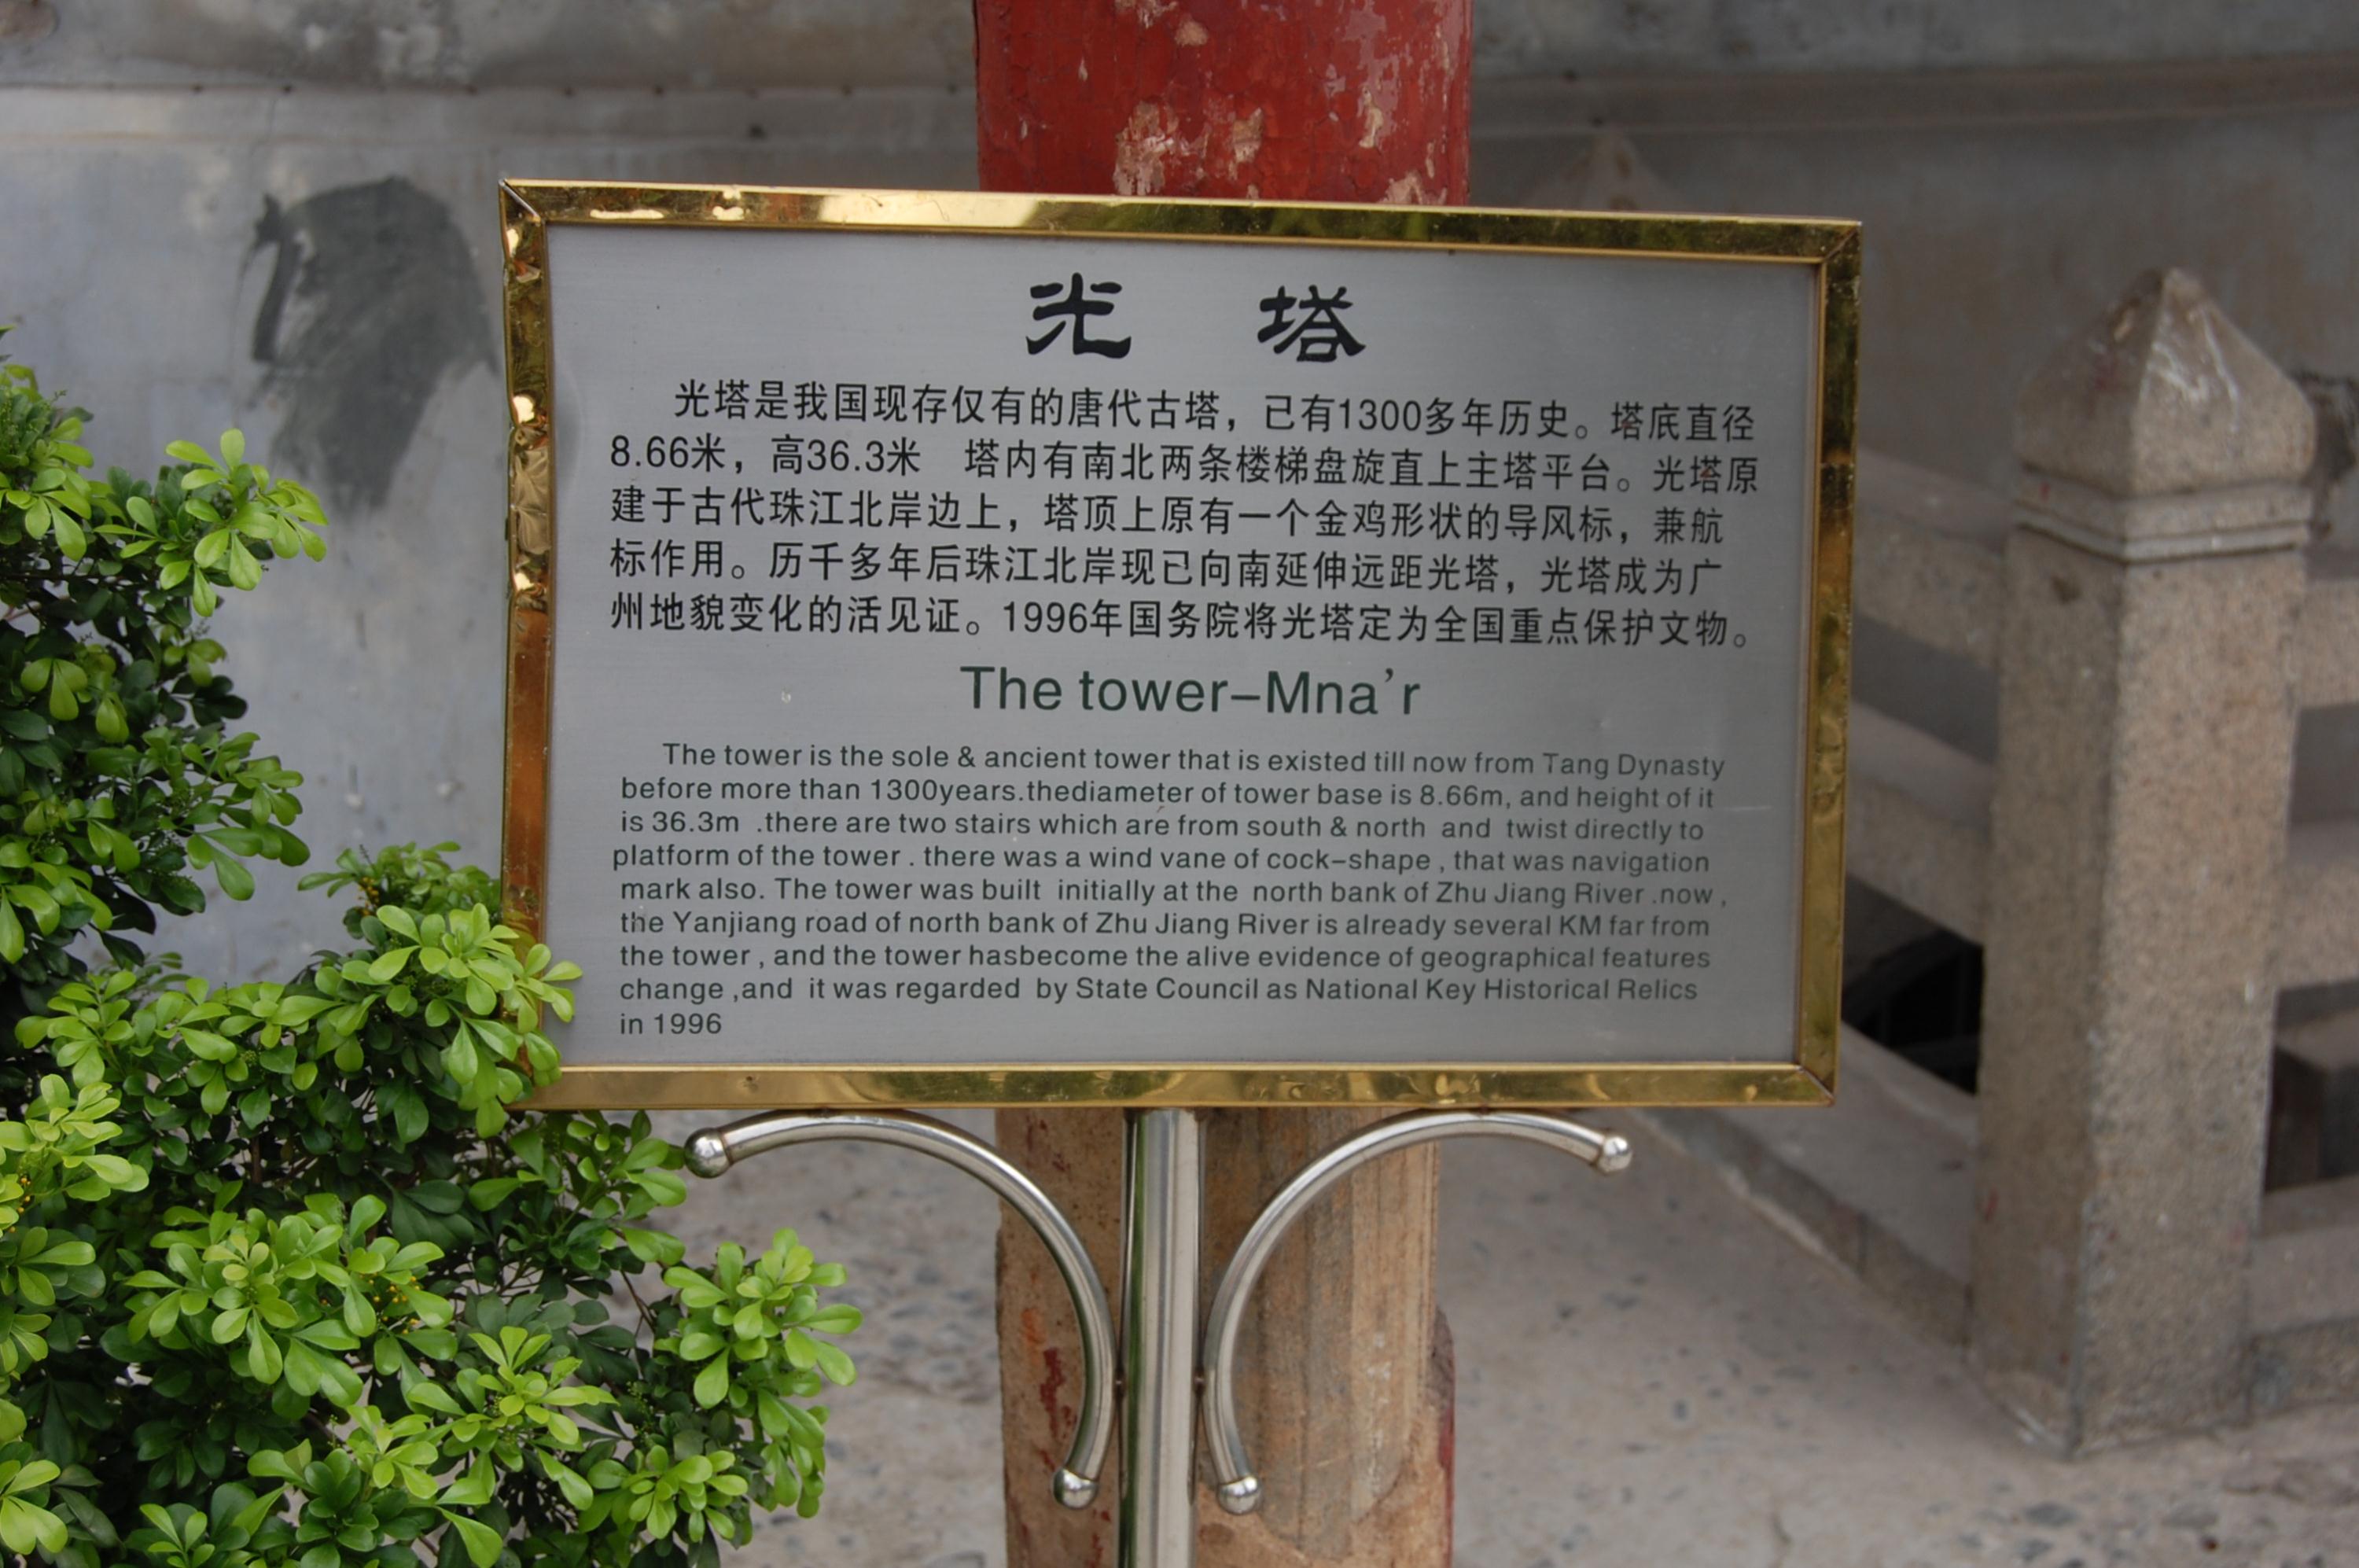 光塔
光塔是我国现存仅有的唐代古塔，已有1300多年历史。塔底直径
8.66米，高36.3米　塔内有南北两条楼梯盘旋直上主塔平台。光塔原
建于古代珠江北岸边上，塔顶上原有一个金鸡形状的导风标，兼航
标作用。历千多年后珠江北岸现已向南延伸远距光塔，光塔成为广
州地貌变化的活见证。1996年国务院将光塔定为全国重点保护文物。
The tower–Mna’r
The tower is the sole & ancient tower that is existed till now from Tang Dynasty
before more than 1300years.thediameter of tower base is 8.66m, and height of it
is 36.3m .there are two stairs which are from south & north and twist directly to
platform of the tower . there was a wind vane of cock–shape , that was navigation
mark also. The tower was built initially at the north bank of Zhu Jiang River .now ,
the Yanjiang road of north bank of Zhu Jiang River is already several KM far from
the tower , and the tower hasbecome the alive evidence of geographical features
change ,and it was regarded by State Council as National Key Historical Relics
in 1996